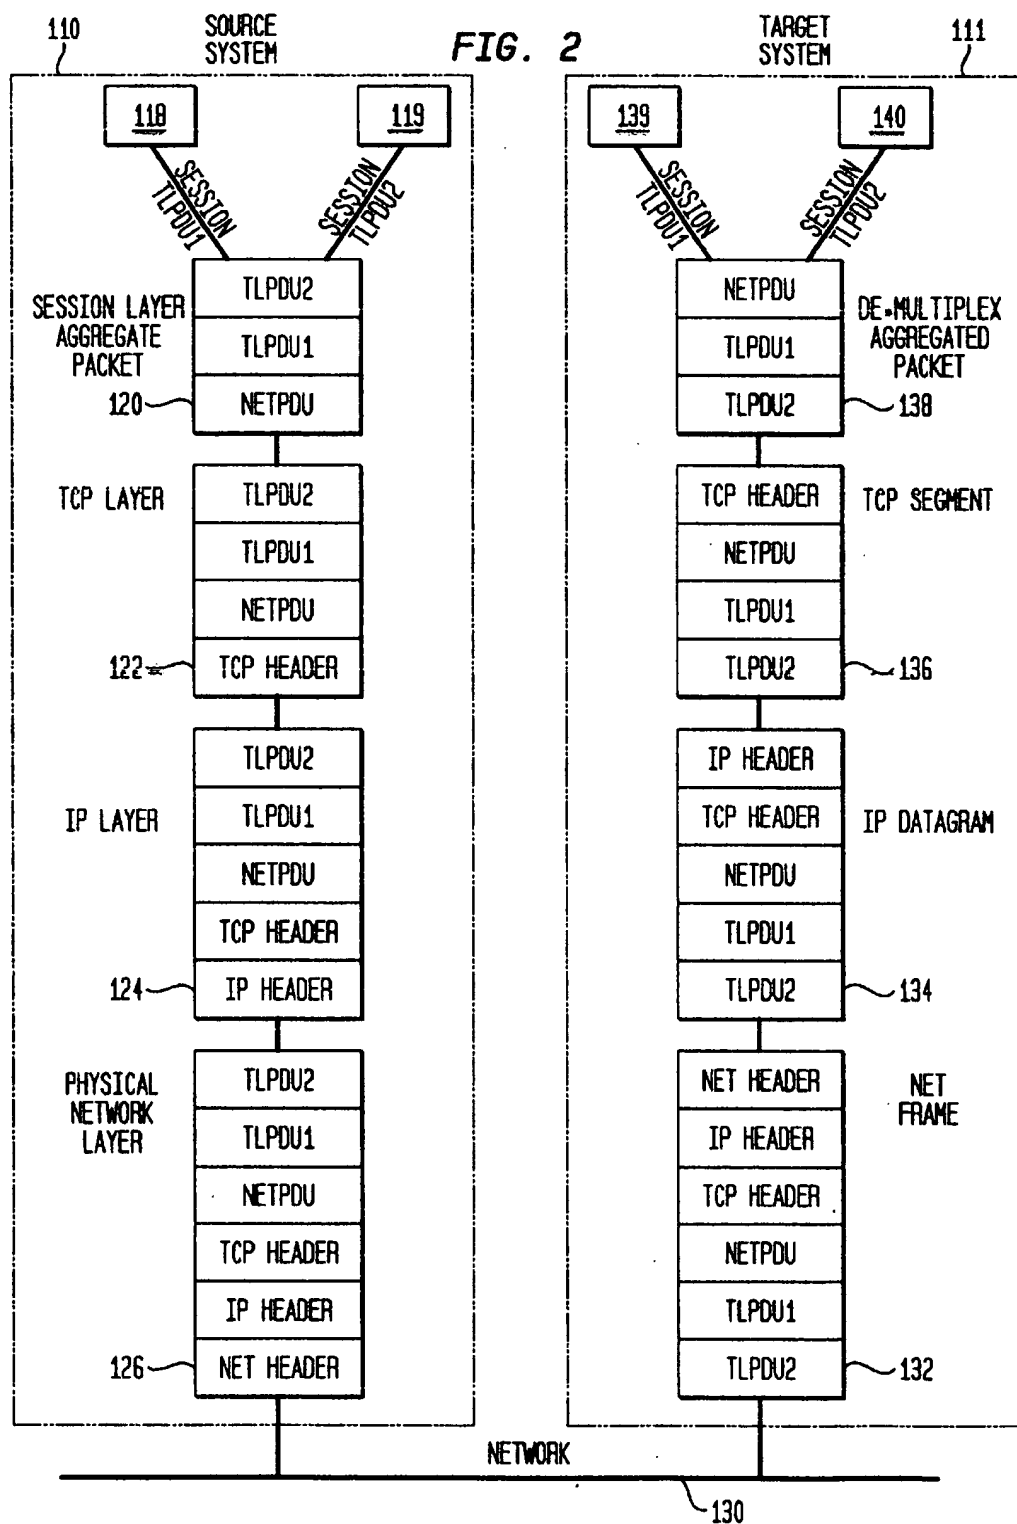 110
SOURCE
SYSTEM
FIG. 2
TARGET
SYSTEM
111
118
119
139
140
SESSION
TLPDU1
SESSION
TLPDU2
SESSION
TLPDU1
SESSION
TLPDU2
SESSION LAYER
AGGREGATE
PACKET
120
TLPDU2
TLPDU1
NETPDU
NETPDU
TLPDU1
TLPDU2
DE-MULTIPLEX
AGGREGATED
PACKET
138
TCP LAYER
122
TLPDU2
TLPDU1
NETPDU
TCP HEADER
TCP HEADER
NETPDU
TLPDU1
TLPDU2
TCP SEGMENT
136
IP LAYER
124
TLPDU2
TLPDU1
NETPDU
TCP HEADER
IP HEADER
IP HEADER
TCP HEADER
NETPDU
TLPDU1
TLPDU2
IP DATAGRAM
134
PHYSICAL
NETWORK
LAYER
126
TLPDU2
TLPDU1
NETPDU
TCP HEADER
IP HEADER
NET HEADER
NET HEADER
IP HEADER
TCP HEADER
NETPDU
TLPDU1
TLPDU2
NET
FRAME
132
NETWORK
130